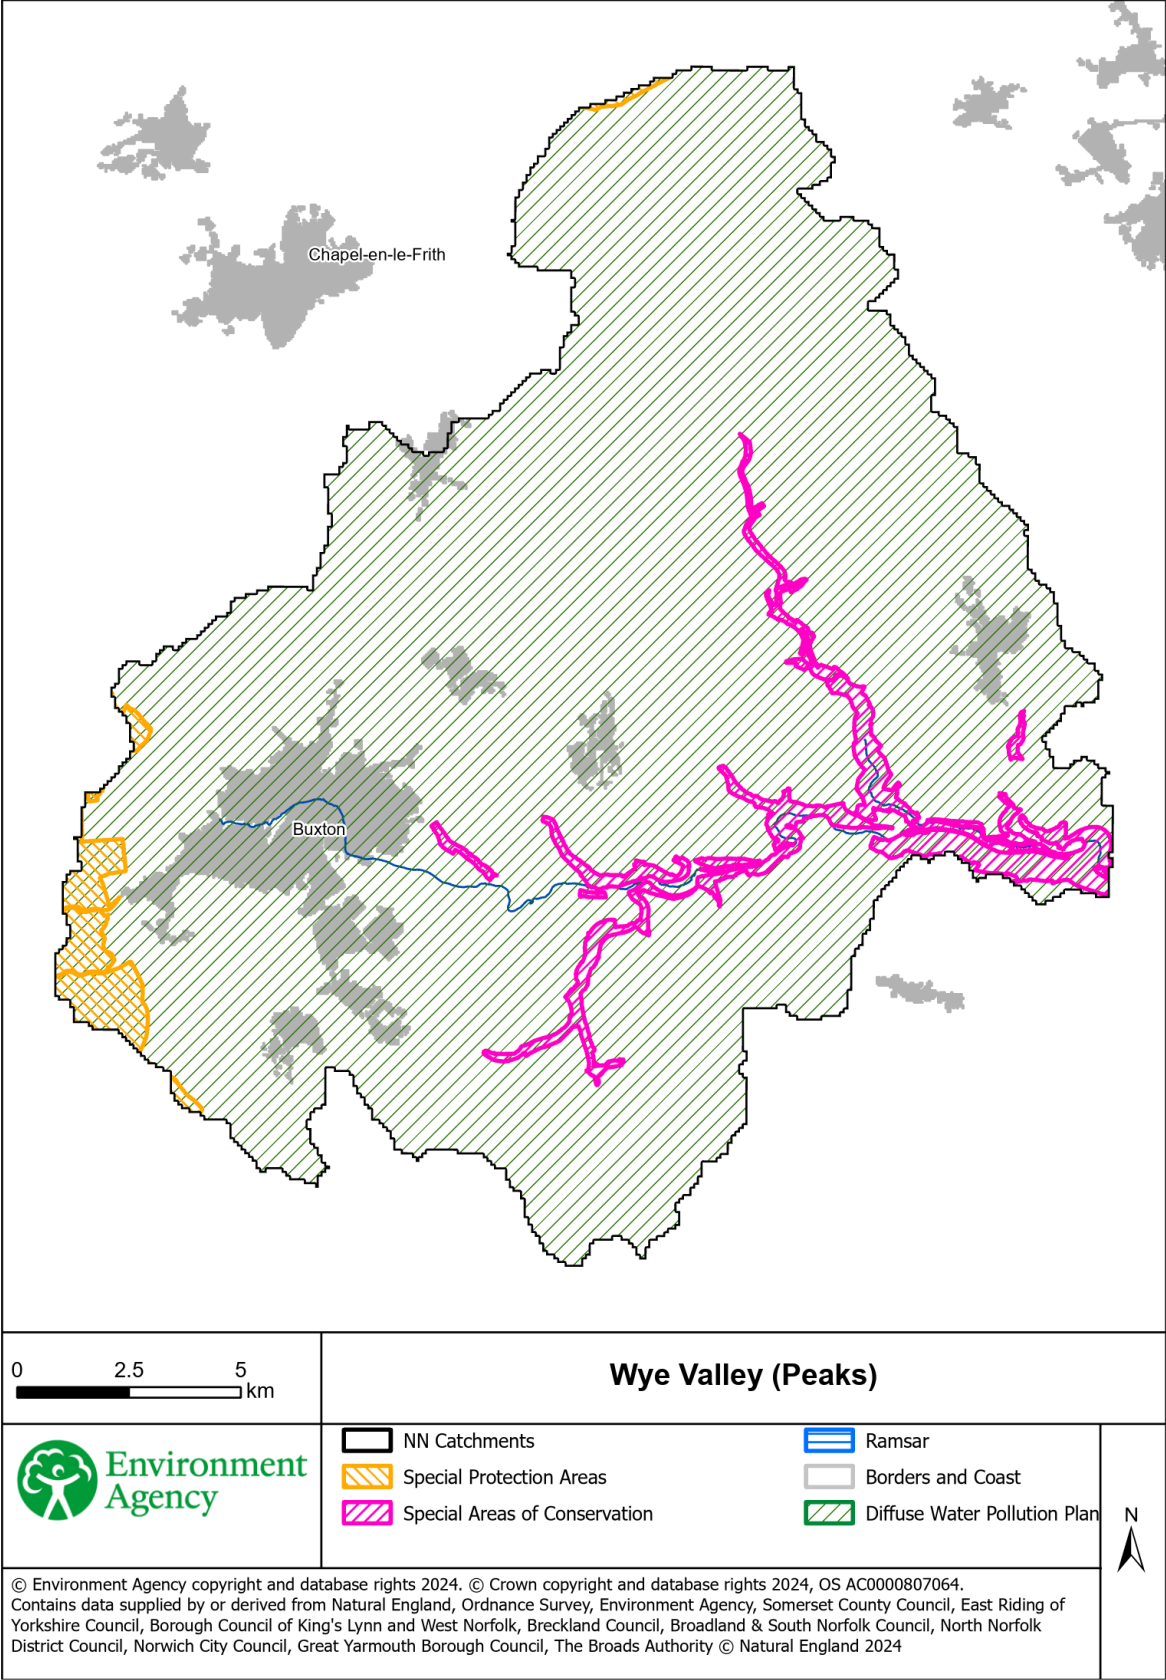 Chapel-en-le-Frith
Buxton
0 2.5 5
km
Wye Valley (Peaks)
Environment
Agency
NN Catchments
Special Protection Areas
Special Areas of Conservation
Ramsar
Borders and Coast
Diffuse Water Pollution Plan
N
© Environment Agency copyright and database rights 2024. © Crown copyright and database rights 2024, OS AC0000807064.
Contains data supplied by or derived from Natural England, Ordnance Survey, Environment Agency, Somerset County Council, East Riding of
Yorkshire Council, Borough Council of King's Lynn and West Norfolk, Breckland Council, Broadland & South Norfolk Council, North Norfolk
District Council, Norwich City Council, Great Yarmouth Borough Council, The Broads Authority © Natural England 2024